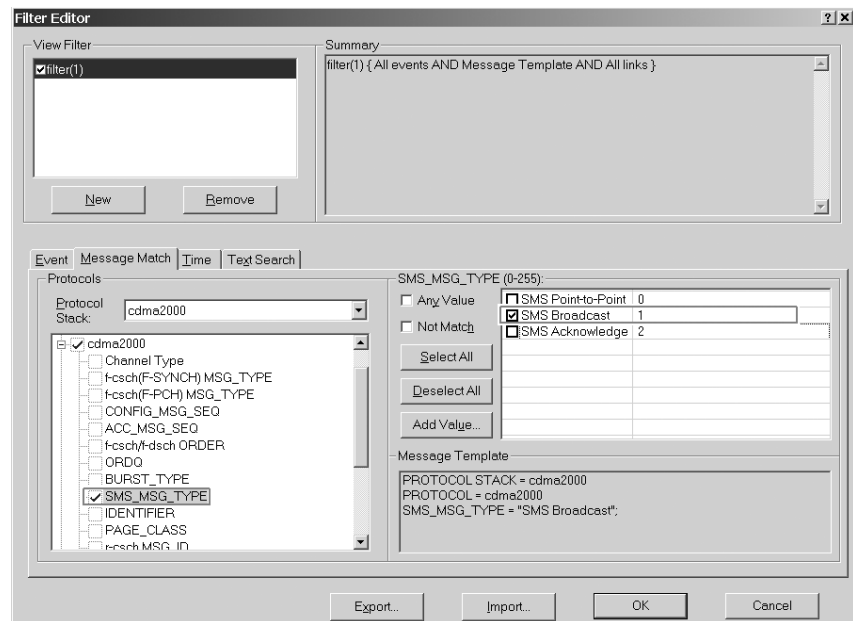 Filter Editor
View Filter
filter(1)
New
Remove
Summary
filter(1) { All events AND Message Template AND All links }
Event
Message Match
Time
Text Search
Protocols
Protocol
Stack:
cdma2000
cdma2000
Channel Type
f-csch(F-SYNCH) MSG_TYPE
f-csch(F-PCH) MSG_TYPE
CONFIG_MSG_SEQ
ACC_MSG_SEQ
f-csch/f-dsch ORDER
ORDQ
BURST_TYPE
SMS_MSG_TYPE
IDENTIFIER
PAGE_CLASS
r-csch MSG_ID
SMS_MSG_TYPE (0-255):
Any Value
Not Match
Select All
Deselect All
Add Value...
SMS Point-to-Point 0
SMS Broadcast 1
SMS Acknowledge 2
Message Template
PROTOCOL STACK = cdma2000
PROTOCOL = cdma2000
SMS_MSG_TYPE = "SMS Broadcast";
Export...
Import...
OK
Cancel